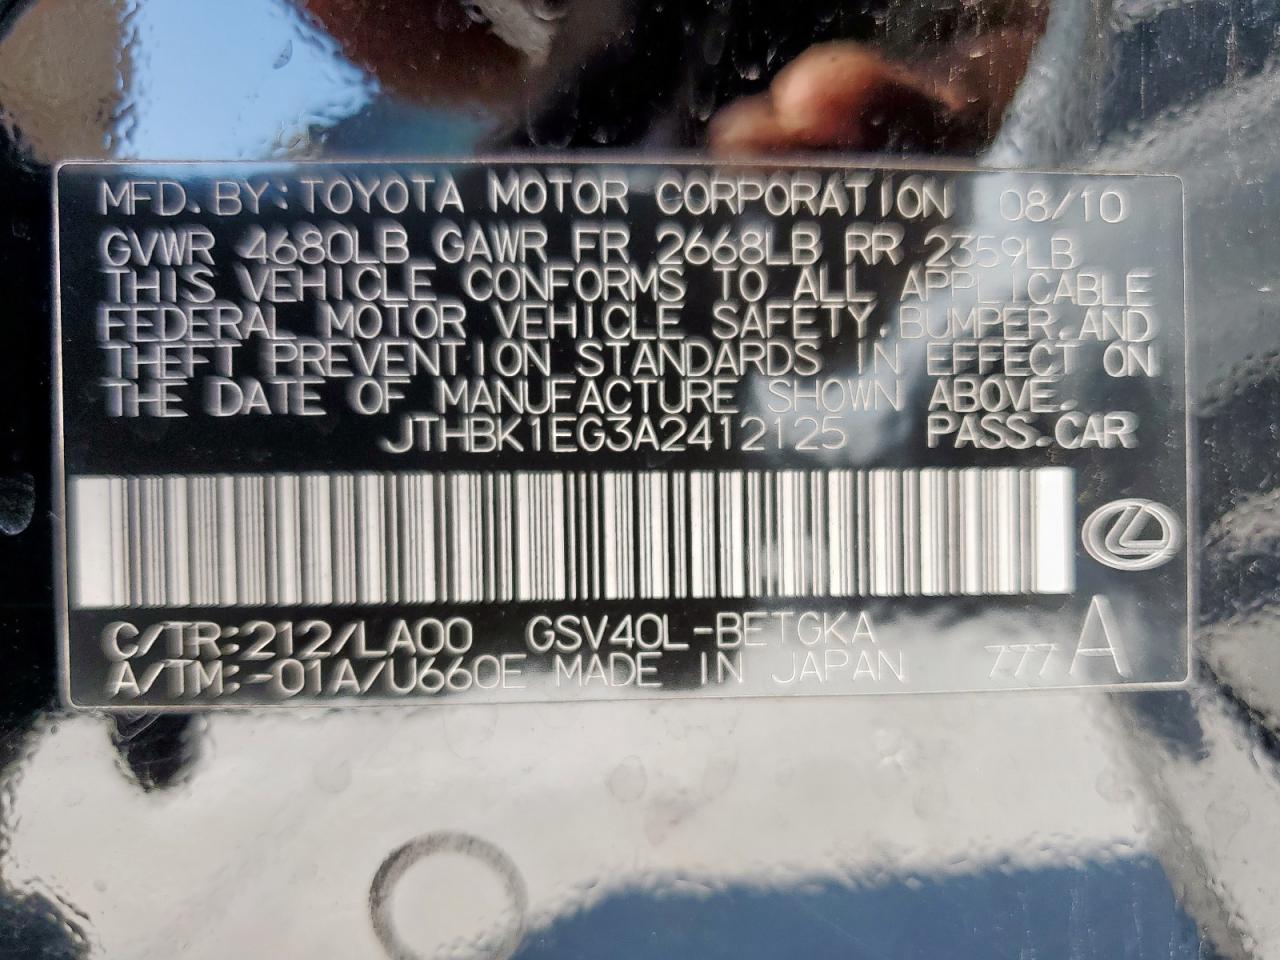 MFD. BY: TOYOTA MOTOR CORPORATION 08/10
GVWR 4680LB GAWR FR 2668LB RR 2359LB
THIS VEHICLE CONFORMS TO ALL APPLICABLE
FEDERAL MOTOR VEHICLE SAFETY, BUMPER, AND
THEFT PREVENTION STANDARDS IN EFFECT ON
THE DATE OF MANUFACTURE SHOWN ABOVE.
JTHBK1EG3A2412125 PASS.CAR
C/TR:212/LA00 GSV40L-BETGKA
A/TM:-01A/U660E MADE IN JAPAN 777 A